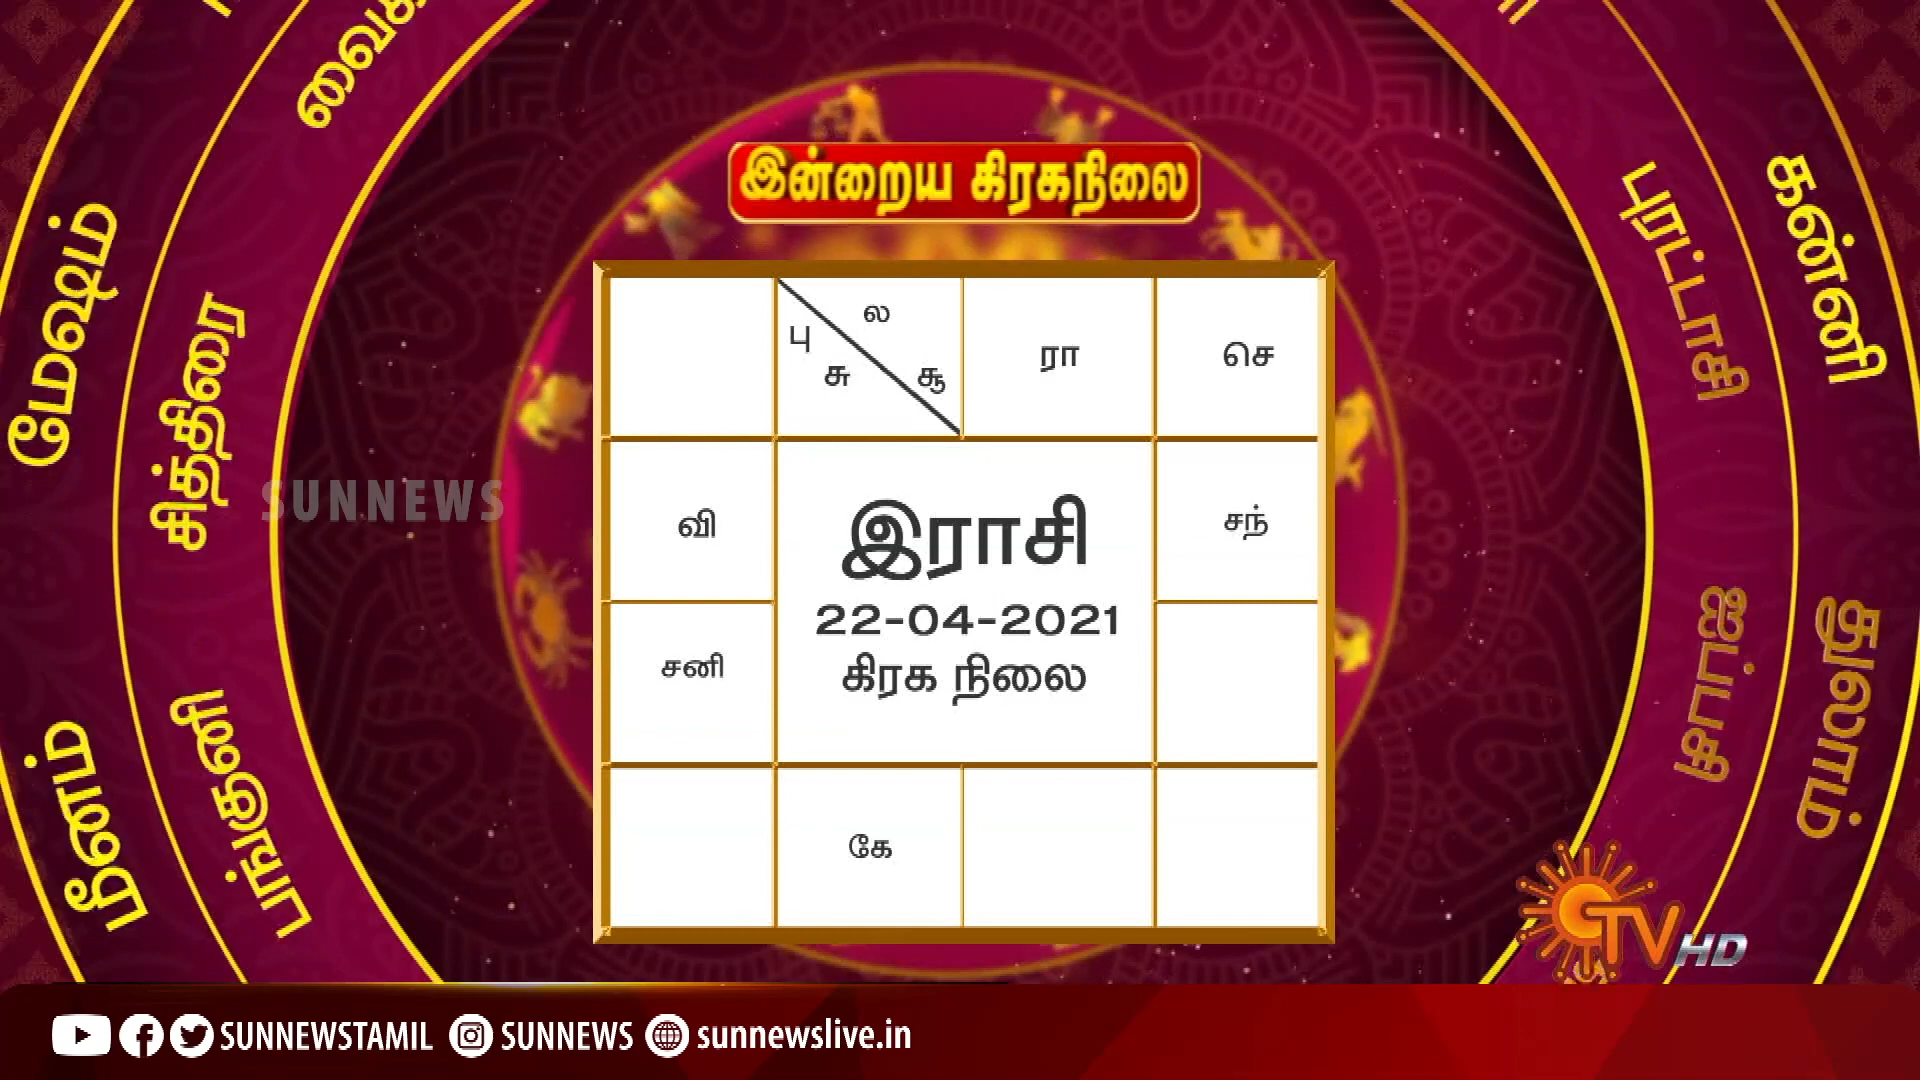 வைகா
மேஷம்
சித்திரை
மீனம்
பங்குனி
இன்றைய கிரகநிலை
ல
பு
சு
சூ
ரா
செ
வி
சந்
சனி
கே
இராசி
22-04-2021
கிரக நிலை
கன்னி
புரட்டாதி
துலாம்
ஐப்பசி
SUNNEWS
TV HD
SUNNEWSTAMIL SUNNEWS sunnewslive.in